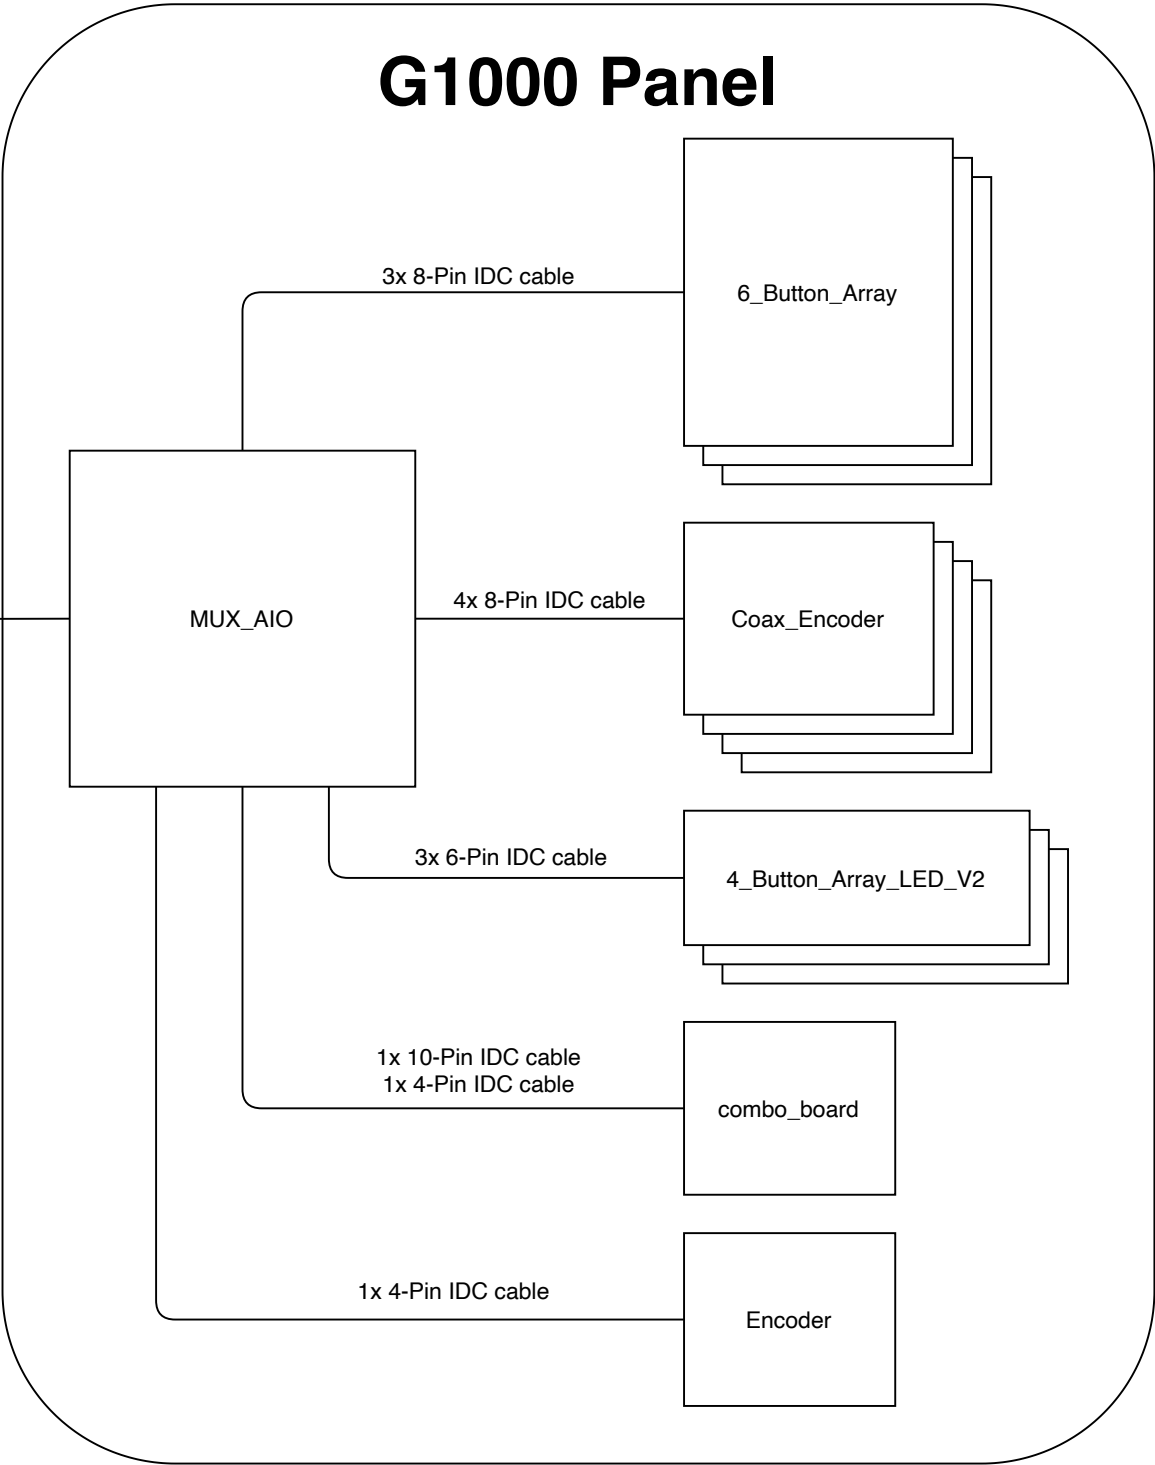 G1000 Panel
3x 8-Pin IDC cable
6_Button_Array
MUX_AIO
4x 8-Pin IDC cable
Coax_Encoder
3x 6-Pin IDC cable
4_Button_Array_LED_V2
1x 10-Pin IDC cable
1x 4-Pin IDC cable
combo_board
1x 4-Pin IDC cable
Encoder